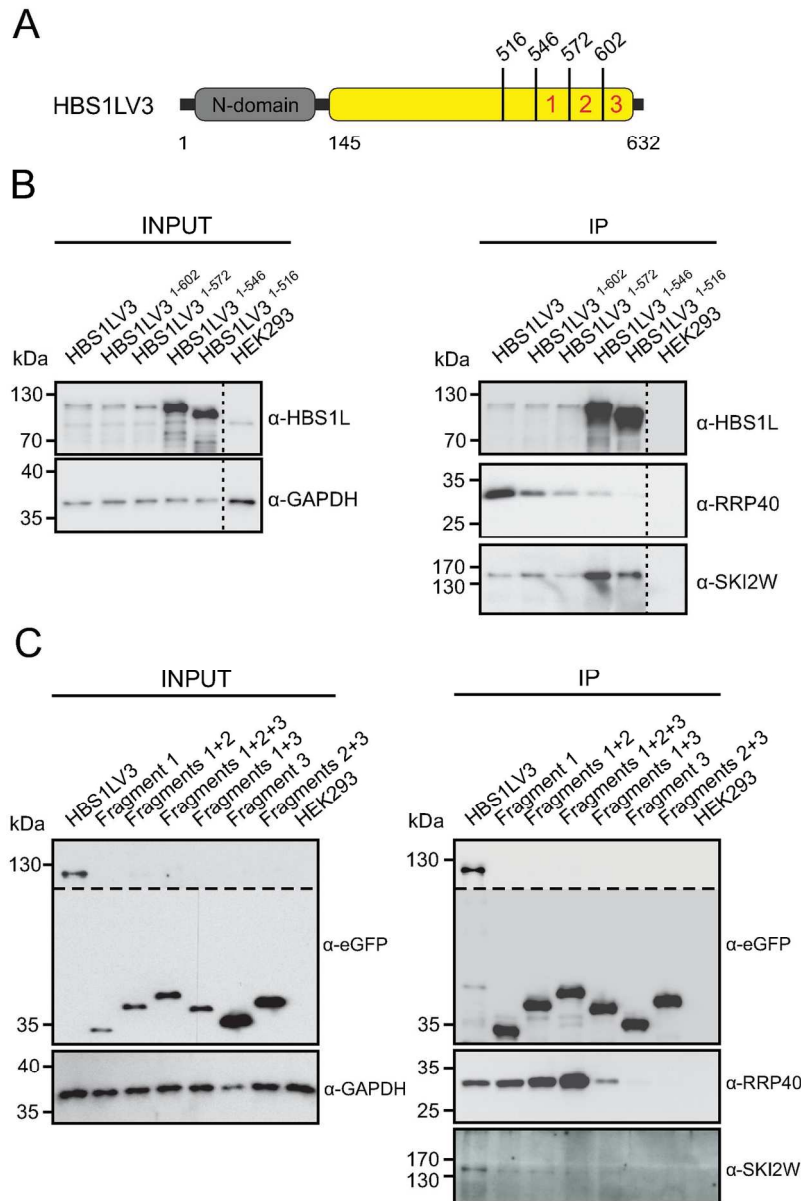 A
516 546 572 602
HBS1LV3 N-domain 1 2 3
1 145 632
B
INPUT
kDa HBS1LV3 HBS1LV3 1-602 HBS1LV3 1-572 HBS1LV3 1-546 HBS1LV3 1-516 HEK293
130
70
α-HBS1L
40
35
α-GAPDH
IP
kDa HBS1LV3 HBS1LV3 1-602 HBS1LV3 1-572 HBS1LV3 1-546 HBS1LV3 1-516 HEK293
130
70
α-HBS1L
35
25
α-RRP40
170
130
α-SKI2W
C
INPUT
kDa HBS1LV3 Fragment 1 Fragments 1+2 Fragments 1+2+3 Fragments 1+3 Fragment 3 Fragments 2+3 HEK293
130
35
α-eGFP
40
35
α-GAPDH
IP
kDa HBS1LV3 Fragment 1 Fragments 1+2 Fragments 1+2+3 Fragments 1+3 Fragment 3 Fragments 2+3 HEK293
130
35
α-eGFP
35
25
α-RRP40
170
130
α-SKI2W